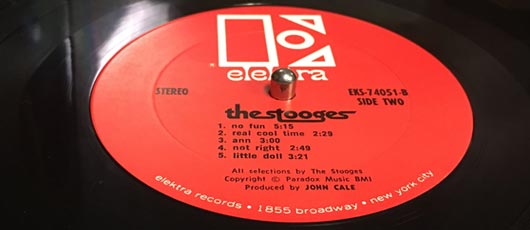 elektra
STEREO
EKS-74051-B
SIDE TWO
the stooges
1. no fun 5:15
2. real cool time 2:29
3. ann 3:00
4. not right 2:49
5. little doll 3:21
All selections by The Stooges
Copyright © Paradox Music BMI
Produced by JOHN CALE
elektra records • 1855 broadway • new york city